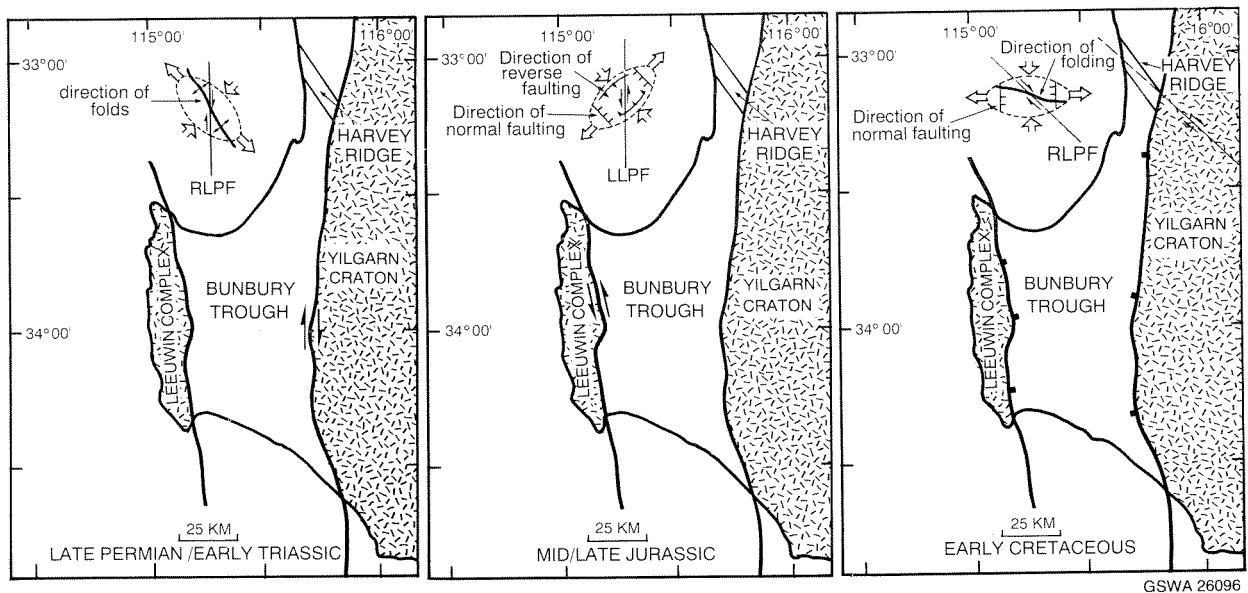 115°00'
116°00'
33°00'
direction of
folds
RLPF
HARVEY
RIDGE
YILGARN
CRATON
BUNBURY
TROUGH
LEEUWIN COMPLEX
34°00'
25 KM
LATE PERMIAN/EARLY TRIASSIC
115°00'
116°00'
33°00'
Direction of
reverse
faulting
Direction of
normal faulting
LLPF
HARVEY
RIDGE
YILGARN
CRATON
BUNBURY
TROUGH
LEEUWIN COMPLEX
34°00'
25 KM
MID/LATE JURASSIC
115°00'
116°00'
33°00'
Direction of
folding
Direction of
normal faulting
RLPF
HARVEY
RIDGE
YILGARN
CRATON
BUNBURY
TROUGH
LEEUWIN COMPLEX
34°00'
25 KM
EARLY CRETACEOUS
GSWA 26096